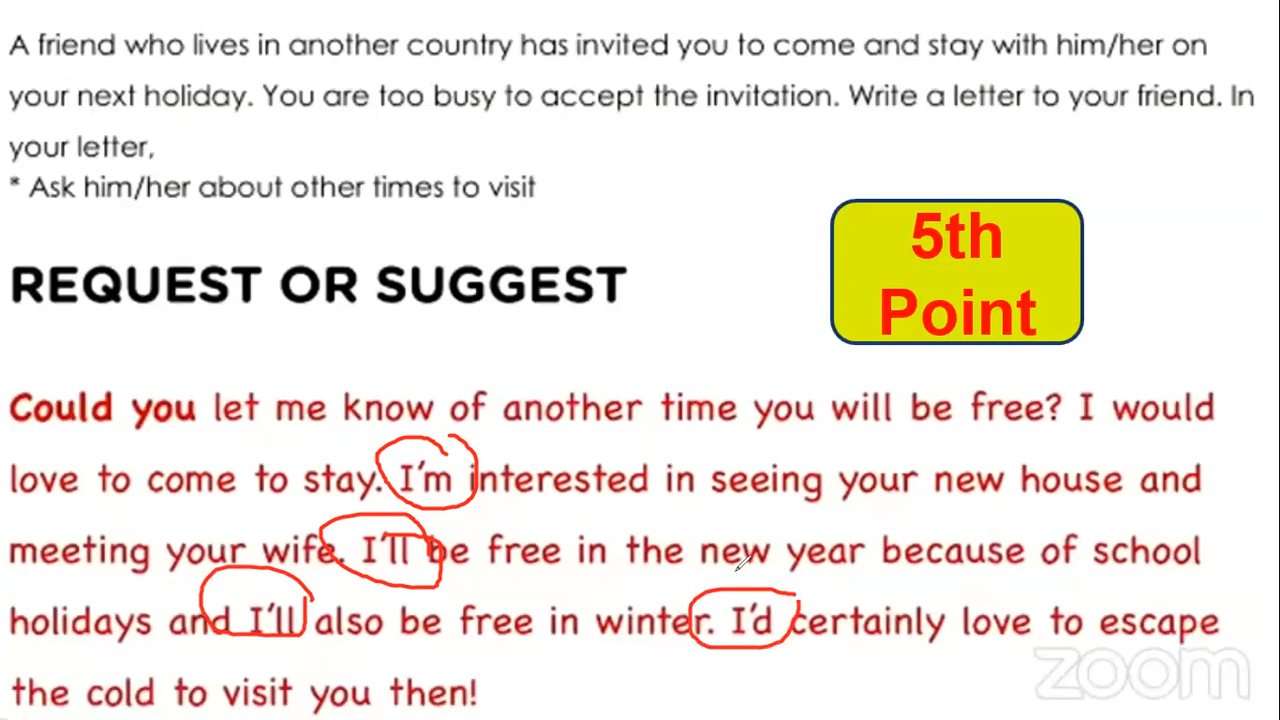 A friend who lives in another country has invited you to come and stay with him/her on
your next holiday. You are too busy to accept the invitation. Write a letter to your friend. In
your letter,
* Ask him/her about other times to visit
5th
Point
REQUEST OR SUGGEST
Could you let me know of another time you will be free? I would
love to come to stay. I'm interested in seeing your new house and
meeting your wife. I'll be free in the new year because of school
holidays and I'll also be free in winter. I'd certainly love to escape
the cold to visit you then!
zoom